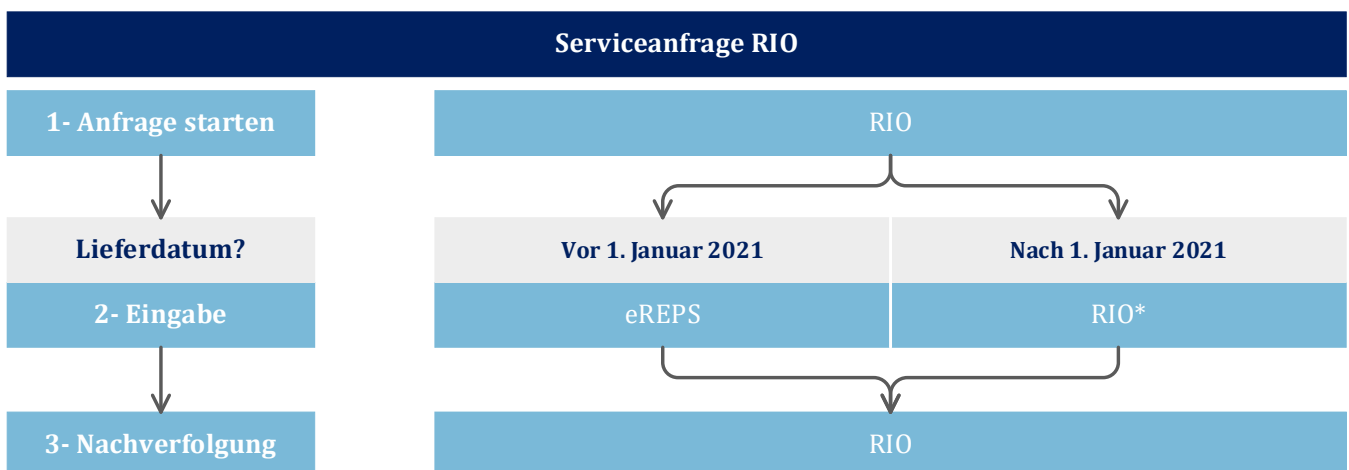 Serviceanfrage RIO
1- Anfrage starten
RIO
Lieferdatum?
Vor 1. Januar 2021
Nach 1. Januar 2021
2- Eingabe
eREPS
RIO*
3- Nachverfolgung
RIO